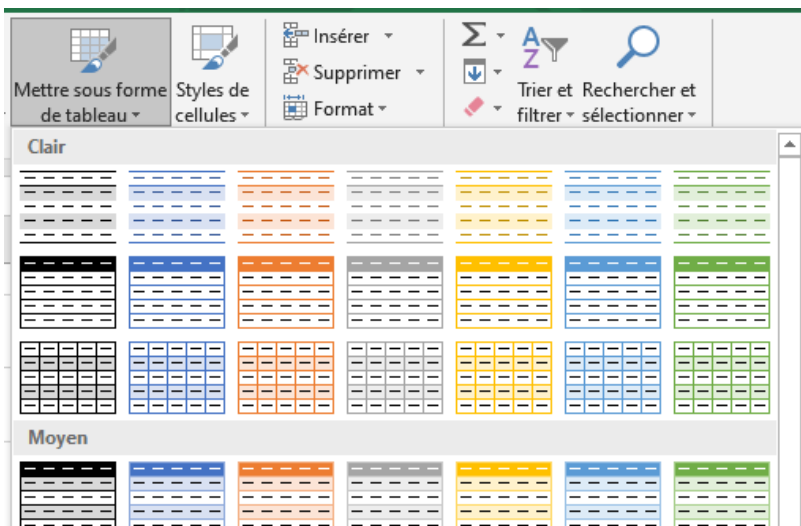 Insérer
Supprimer
Format
Mettre sous forme
de tableau
Styles de
cellules
Σ
A
Z
Trier et
filtrer
Rechercher et
sélectionner
Clair
Moyen